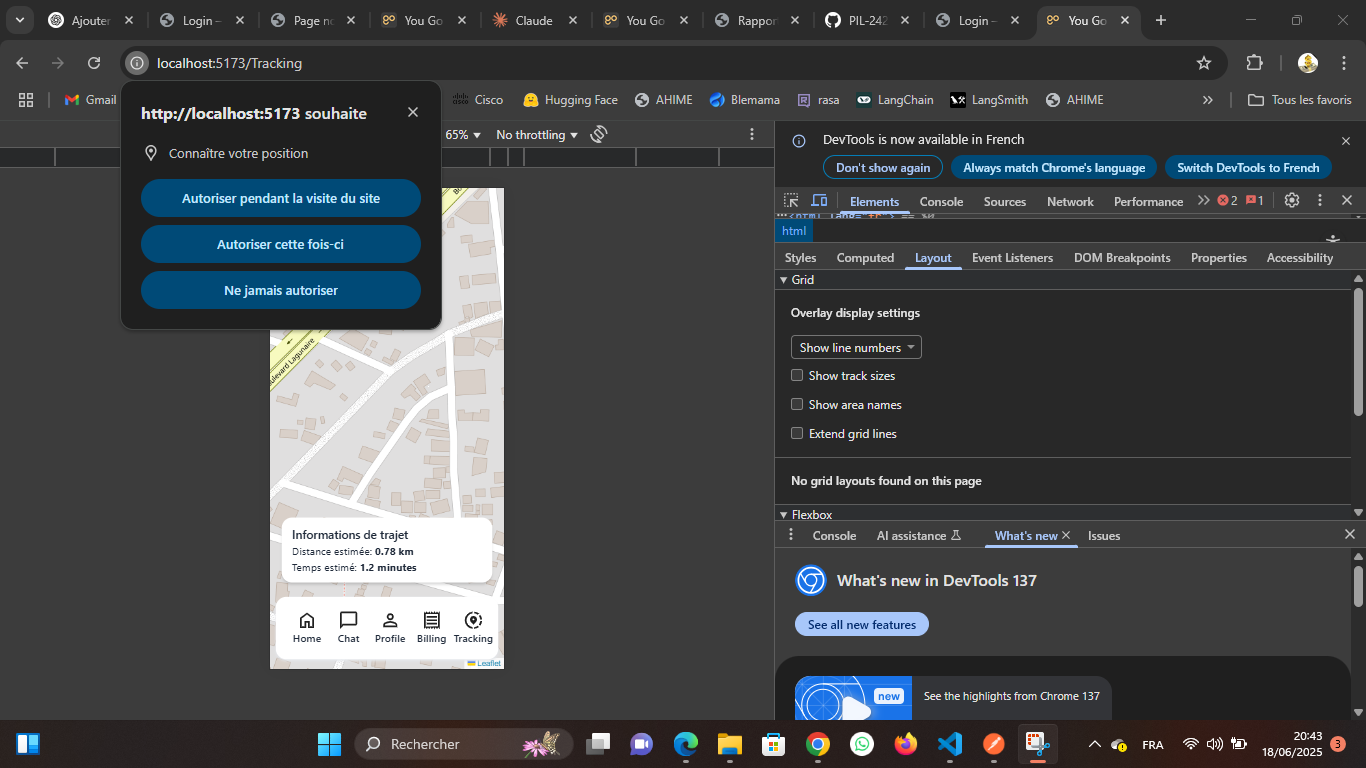 Ajouter
Login –
Page no
You Go
Claude
You Go
Rapport
PIL-242
Login –
You Go
localhost:5173/Tracking
Gmail
Cisco
Hugging Face
AHIME
Blemama
rasa
LangChain
LangSmith
AHIME
Tous les favoris
http://localhost:5173 souhaite
Connaître votre position
Autoriser pendant la visite du site
Autoriser cette fois-ci
Ne jamais autoriser
65%
No throttling
DevTools is now available in French
Don't show again
Always match Chrome's language
Switch DevTools to French
Elements
Console
Sources
Network
Performance
2
1
<html lang="fr"> == $0
html
Styles
Computed
Layout
Event Listeners
DOM Breakpoints
Properties
Accessibility
Grid
Overlay display settings
Show line numbers
Show track sizes
Show area names
Extend grid lines
No grid layouts found on this page
Flexbox
Console
AI assistance
What's new
Issues
What's new in DevTools 137
See all new features
new
See the highlights from Chrome 137
Boulevard Lagunaire
Informations de trajet
Distance estimée: 0.78 km
Temps estimé: 1.2 minutes
Home
Chat
Profile
Billing
Tracking
Leaflet
Rechercher
FRA
20:43
18/06/2025
3